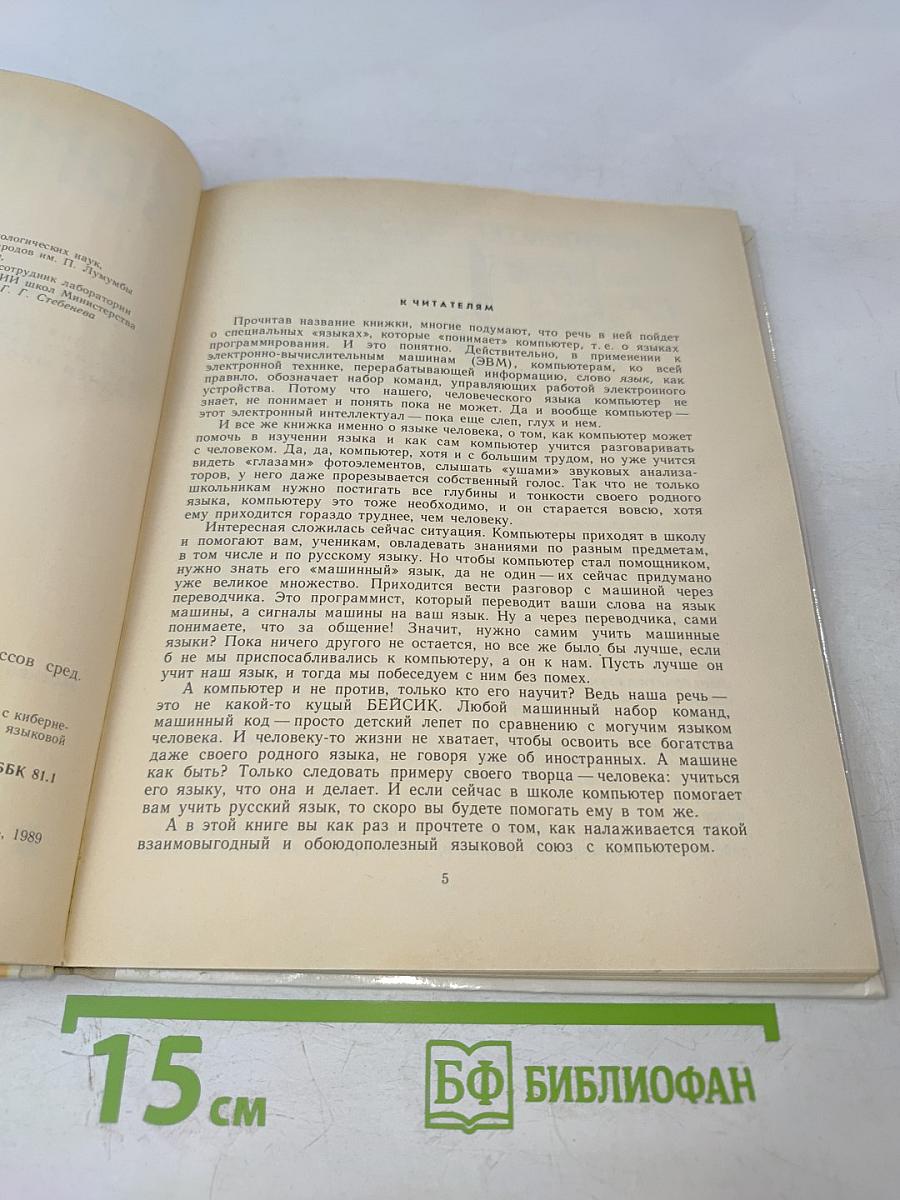 ологических наук,
родов им. П. Лумумбы
сотрудник лаборатории
ИИ школ Министерства
Г. Г. Стебенева
ссов сред.
с киберне-
языковой
ББК 81.1
, 1989
К ЧИТАТЕЛЯМ
Прочитав название книжки, многие подумают, что речь в ней пойдет
о специальных «языках», которые «понимает» компьютер, т. е. о языках
программирования. И это понятно. Действительно, в применении к
электронно-вычислительным машинам (ЭВМ), компьютерам, ко всей
электронной технике, перерабатывающей информацию, слово язык, как
правило, обозначает набор команд, управляющих работой электронного
устройства. Потому что нашего, человеческого языка компьютер не
знает, не понимает и понять пока не может. Да и вообще компьютер —
этот электронный интеллектуал — пока еще слеп, глух и нем.
И все же книжка именно о языке человека, о том, как компьютер может
помочь в изучении языка и как сам компьютер учится разговаривать
с человеком. Да, да, компьютер, хотя и с большим трудом, но уже учится
видеть «глазами» фотоэлементов, слышать «ушами» звуковых анализа-
торов, у него даже прорезывается собственный голос. Так что не только
школьникам нужно постигать все глубины и тонкости своего родного
языка, компьютеру это тоже необходимо, и он старается вовсю, хотя
ему приходится гораздо труднее, чем человеку.
Интересная сложилась сейчас ситуация. Компьютеры приходят в школу
и помогают вам, ученикам, овладевать знаниями по разным предметам,
в том числе и по русскому языку. Но чтобы компьютер стал помощником,
нужно знать его «машинный» язык, да не один — их сейчас придумано
уже великое множество. Приходится вести разговор с машиной через
переводчика. Это программист, который переводит ваши слова на язык
машины, а сигналы машины на ваш язык. Ну а через переводчика, сами
понимаете, что за общение! Значит, нужно самим учить машинные
языки? Пока ничего другого не остается, но все же было бы лучше, если
б не мы приспосабливались к компьютеру, а он к нам. Пусть лучше он
учит наш язык, и тогда мы побеседуем с ним без помех.
А компьютер и не против, только кто его научит? Ведь наша речь —
это не какой-то куцый БЕЙСИК. Любой машинный набор команд,
машинный код — просто детский лепет по сравнению с могучим языком
человека. И человеку-то жизни не хватает, чтобы освоить все богатства
даже своего родного языка, не говоря уже об иностранных. А машине
как быть? Только следовать примеру своего творца — человека: учиться
его языку, что она и делает. И если сейчас в школе компьютер помогает
вам учить русский язык, то скоро вы будете помогать ему в том же.
А в этой книге вы как раз и прочтете о том, как налаживается такой
взаимовыгодный и обоюдополезный языковой союз с компьютером.
5
15 см
БФ БИБЛИОФАН